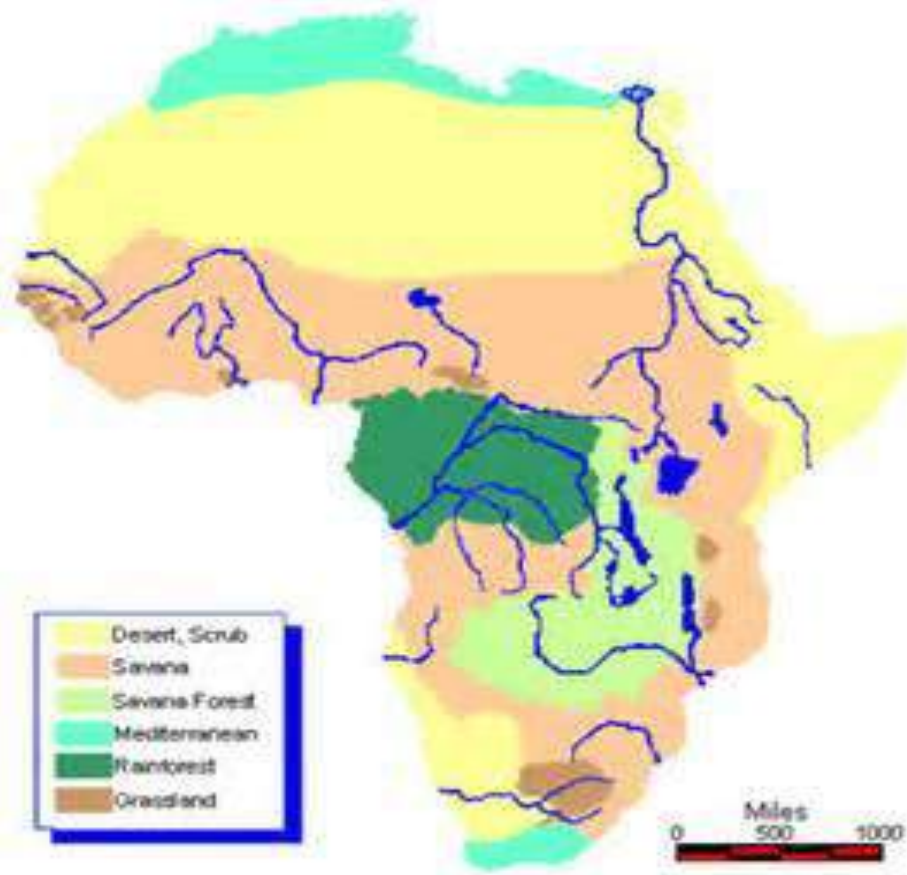 Desert, Scrub
Savana
Savana Forest
Mediterranean
Rainforest
Grassland
Miles
0 500 1000